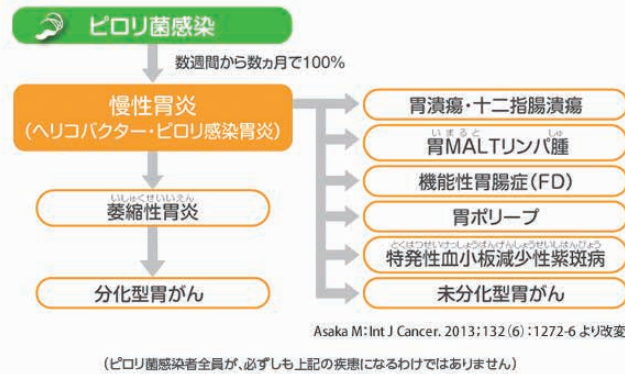 ピロリ菌感染
数週間から数ヵ月で100%
慢性胃炎
(ヘリコバクター・ピロリ感染胃炎)
いしゅくせいいえん
萎縮性胃炎
分化型胃がん
胃潰瘍・十二指腸潰瘍
いまると しゅ
胃MALTリンパ腫
機能性胃腸症(FD)
胃ポリープ
とくはつせいけっしょうばんげんしょうせいしはんびょう
特発性血小板減少性紫斑病
未分化型胃がん
Asaka M:Int J Cancer. 2013;132(6):1272-6 より改変
(ピロリ菌感染者全員が、必ずしも上記の疾患になるわけではありません)